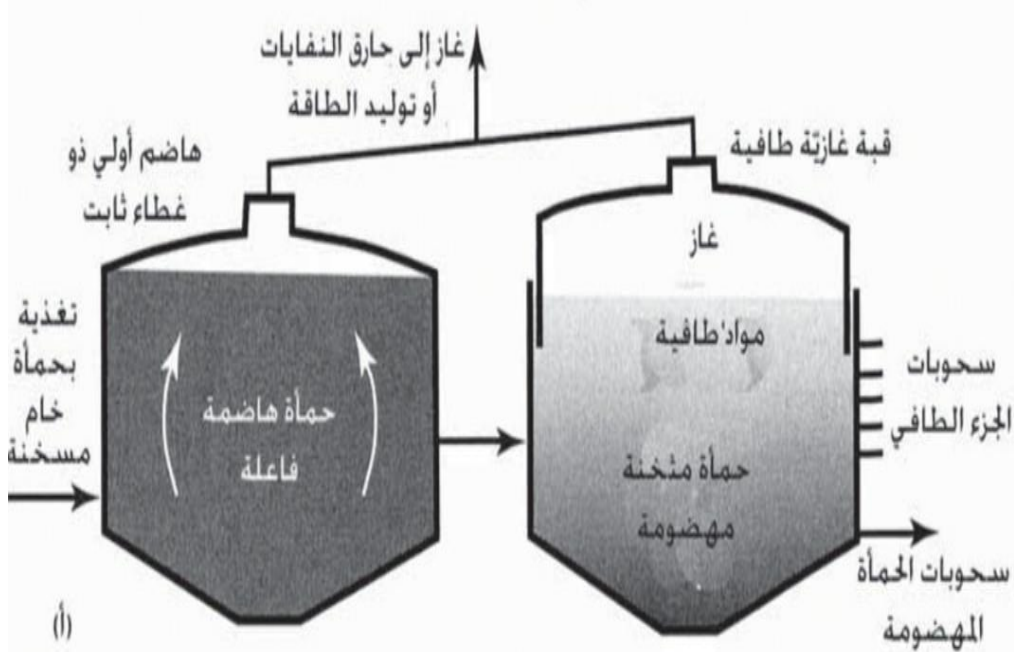 غاز إلى حارق النفايات
أو توليد الطاقة
هاضم أولي ذو
غطاء ثابت
قبة غازيّة طافية
غاز
تغذية
بحمأة
خام
مسخنة
حمأة هاضمة
فاعلة
مواد طافية
حمأة مثخنة
مهضومة
سحوبات
الجزء الطافي
سحوبات الحمأة
المهضومة
(أ)